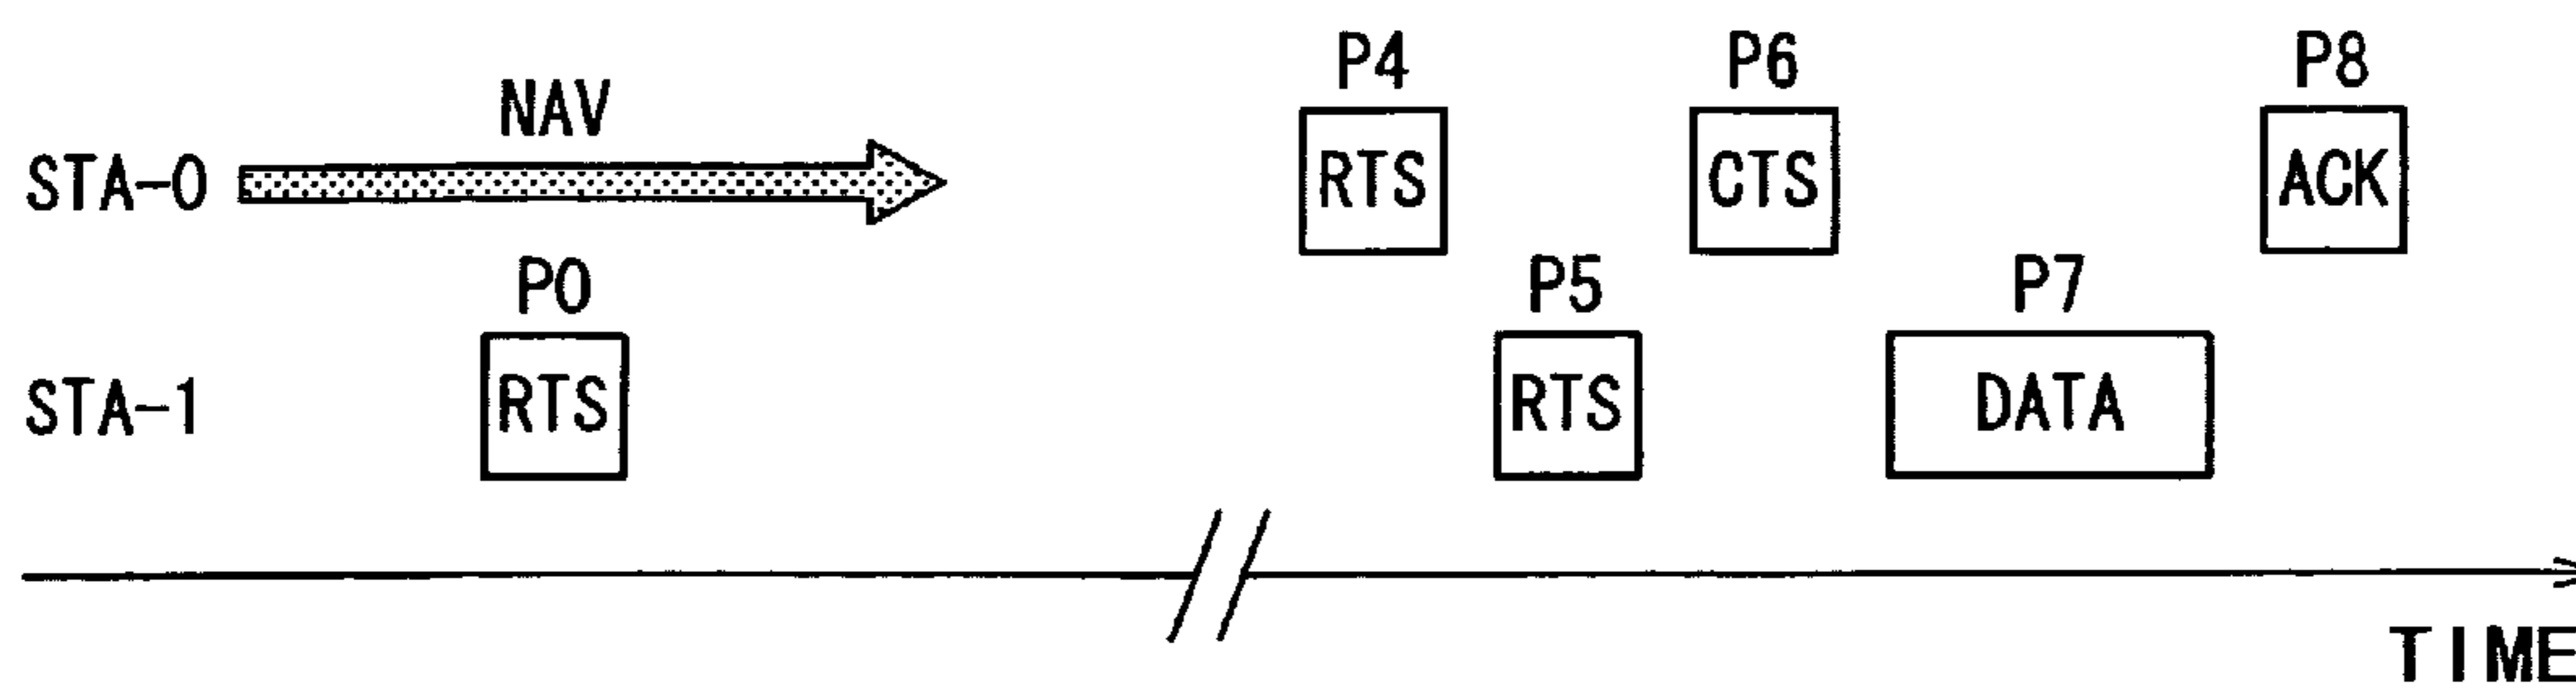 P4 P6 P8
NAV
STA-0 RTS CTS ACK
P0 P5 P7
STA-1 RTS RTS DATA
TIME